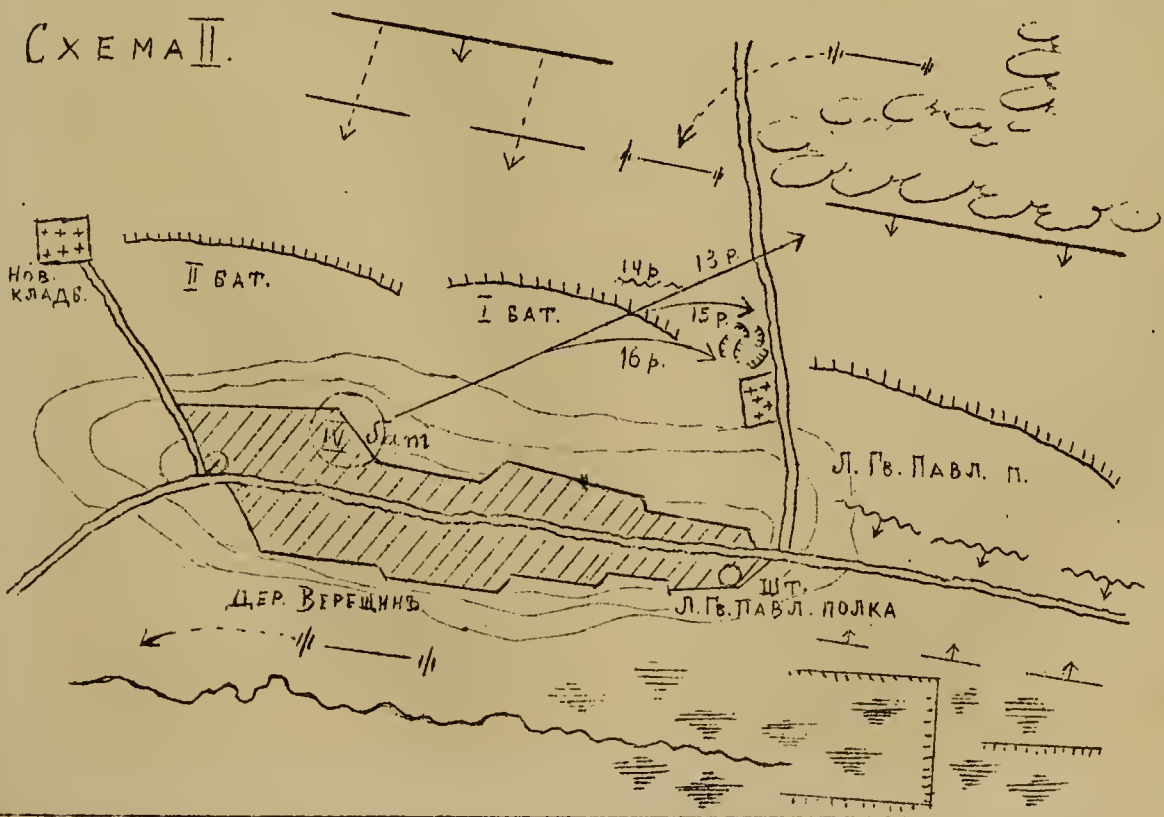 СХЕМА II.
НОВ.
КЛАДБ.
II БАТ.
I БАТ.
14 р.
13 р.
15 р.
16 р.
IV бат
Л. ГВ. ПАВЛ. П.
ДЕР. ВЕРЕЩИНЪ
ШТ.
Л. ГВ. ПАВЛ. ПОЛКА